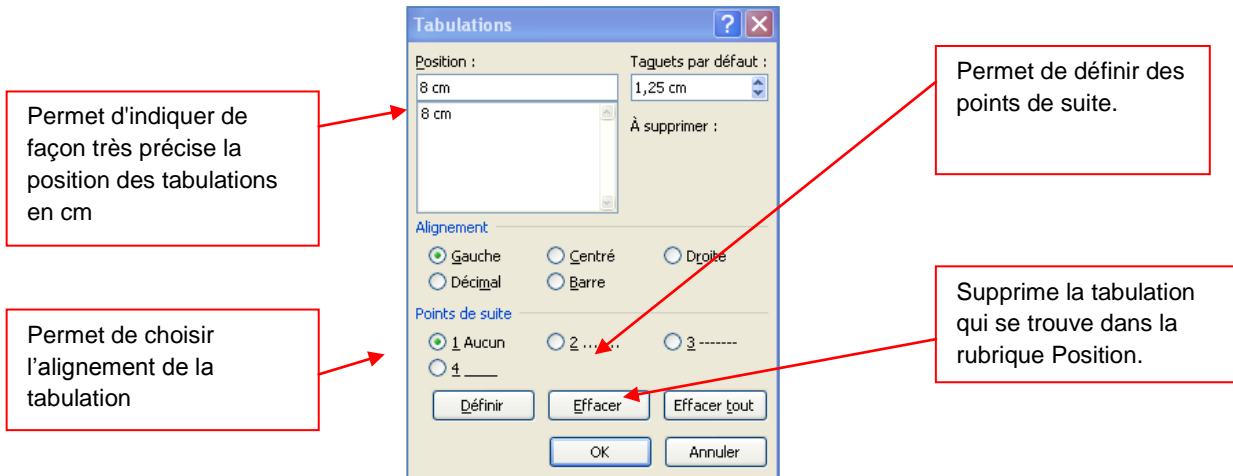 Tabulations
Position :
Taquets par défaut :
8 cm
1,25 cm
8 cm
À supprimer :
Alignement
Gauche
Centré
Droite
Décimal
Barre
Points de suite
1 Aucun
2 .......
3 -------
4 ____
Définir
Effacer
Effacer tout
OK
Annuler
Permet d'indiquer de
façon très précise la
position des tabulations
en cm
Permet de choisir
l’alignement de la
tabulation
Permet de définir des
points de suite.
Supprime la tabulation
qui se trouve dans la
rubrique Position.